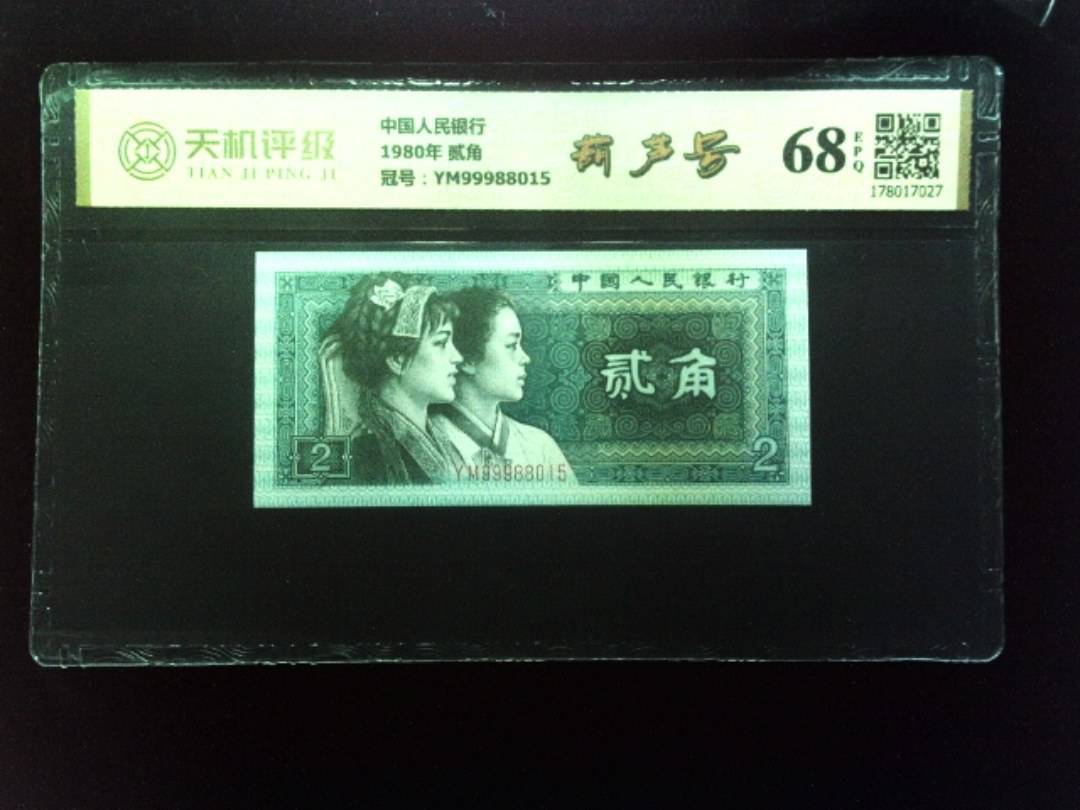 天机评级
TIAN JI PING JI
中国人民银行
1980年 贰角
冠号：YM99988015
葫芦号
68
EPQ
178017027
中国人民银行
贰角
2
YM99988015
2